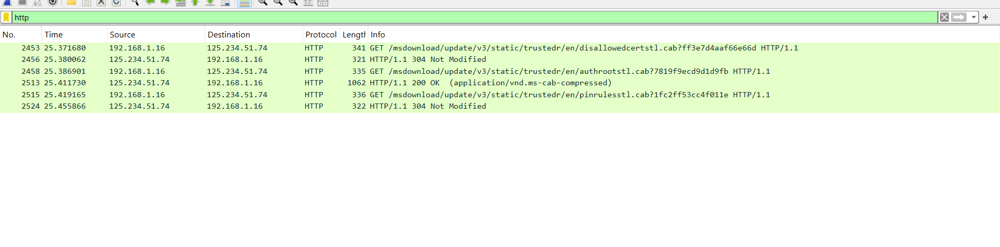 http
No. Time Source Destination Protocol Length Info
2453 25.371680 192.168.1.16 125.234.51.74 HTTP 341 GET /msdownload/update/v3/static/trustedr/en/disallowedcertstl.cab?ff3e7d4aaf66e66d HTTP/1.1
2456 25.380062 125.234.51.74 192.168.1.16 HTTP 321 HTTP/1.1 304 Not Modified
2458 25.386901 192.168.1.16 125.234.51.74 HTTP 335 GET /msdownload/update/v3/static/trustedr/en/authrootstl.cab?7819f9ecd9d1d9fb HTTP/1.1
2513 25.411730 125.234.51.74 192.168.1.16 HTTP 1062 HTTP/1.1 200 OK (application/vnd.ms-cab-compressed)
2515 25.419165 192.168.1.16 125.234.51.74 HTTP 336 GET /msdownload/update/v3/static/trustedr/en/pinrulesstl.cab?1fc2ff53cc4f011e HTTP/1.1
2524 25.455866 125.234.51.74 192.168.1.16 HTTP 322 HTTP/1.1 304 Not Modified